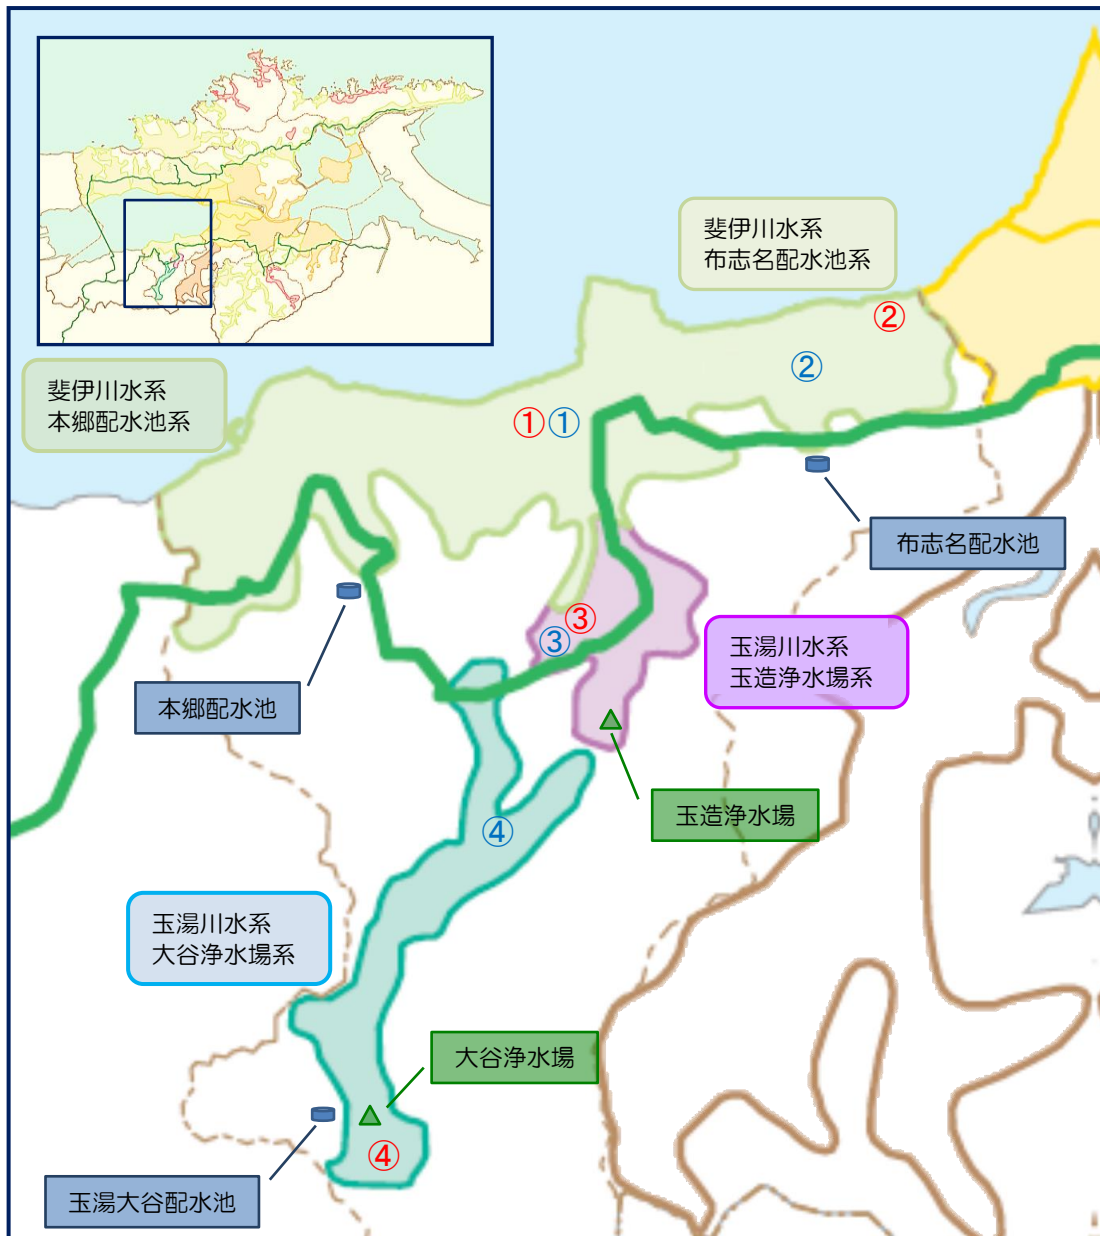 斐伊川水系
布志名配水池系
②
②
斐伊川水系
本郷配水池系
①①
布志名配水池
③
③
玉湯川水系
玉造浄水場系
本郷配水池
玉造浄水場
④
玉湯川水系
大谷浄水場系
大谷浄水場
④
玉湯大谷配水池